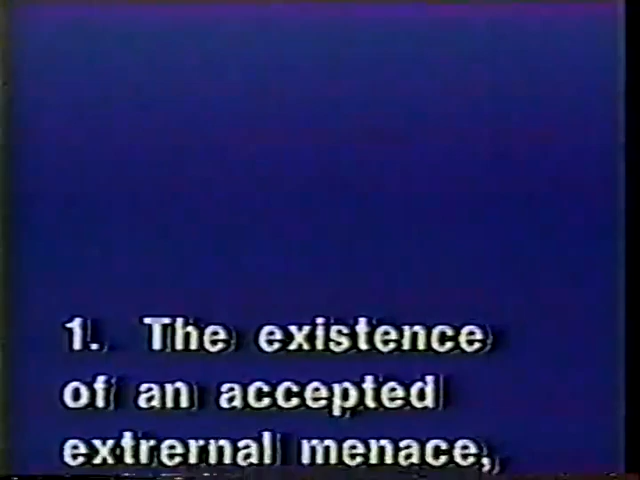 1. The existence
of an accepted
extrernal menace,